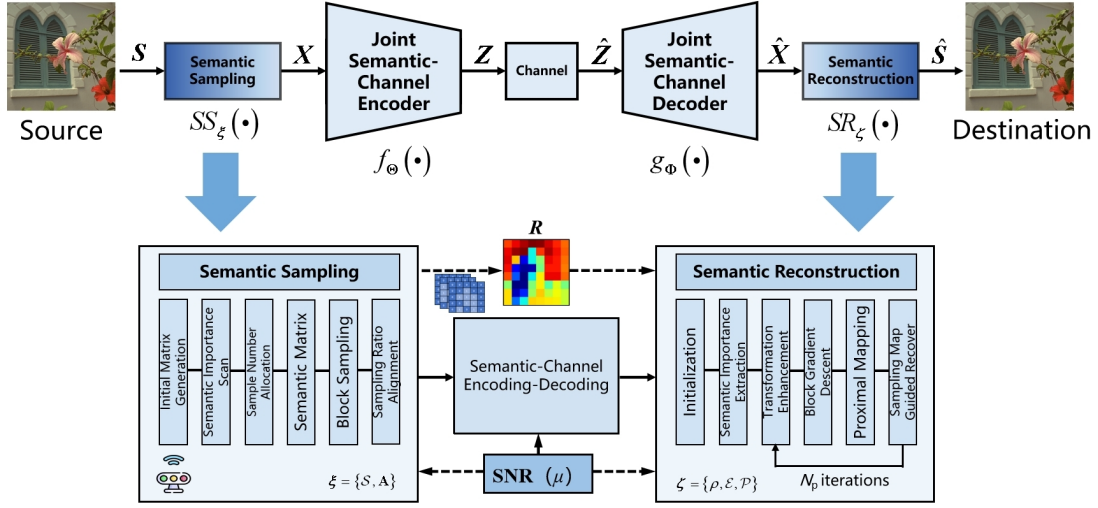 S
Semantic
Sampling
X
Joint
Semantic-
Channel
Encoder
Z
Channel
Ẑ
Joint
Semantic-
Channel
Decoder
X̂
Semantic
Reconstruction
Ŝ
Source
SS_ξ(•)
f_Θ(•)
g_Φ(•)
SR_ζ(•)
Destination
R
Semantic Sampling
Initial Matrix
Generation
Semantic Importance
Scan
Sample Number
Allocation
Semantic Matrix
Block Sampling
Sampling Ratio
Alignment
ξ = {𝒮, A}
Semantic-Channel
Encoding-Decoding
SNR (μ)
Semantic Reconstruction
Initialization
Semantic Importance
Extraction
Transformation
Enhancement
Block Gradient
Descent
Proximal Mapping
Sampling Map
Guided Recover
ζ = {ρ, ℰ, 𝒫}
N_p iterations